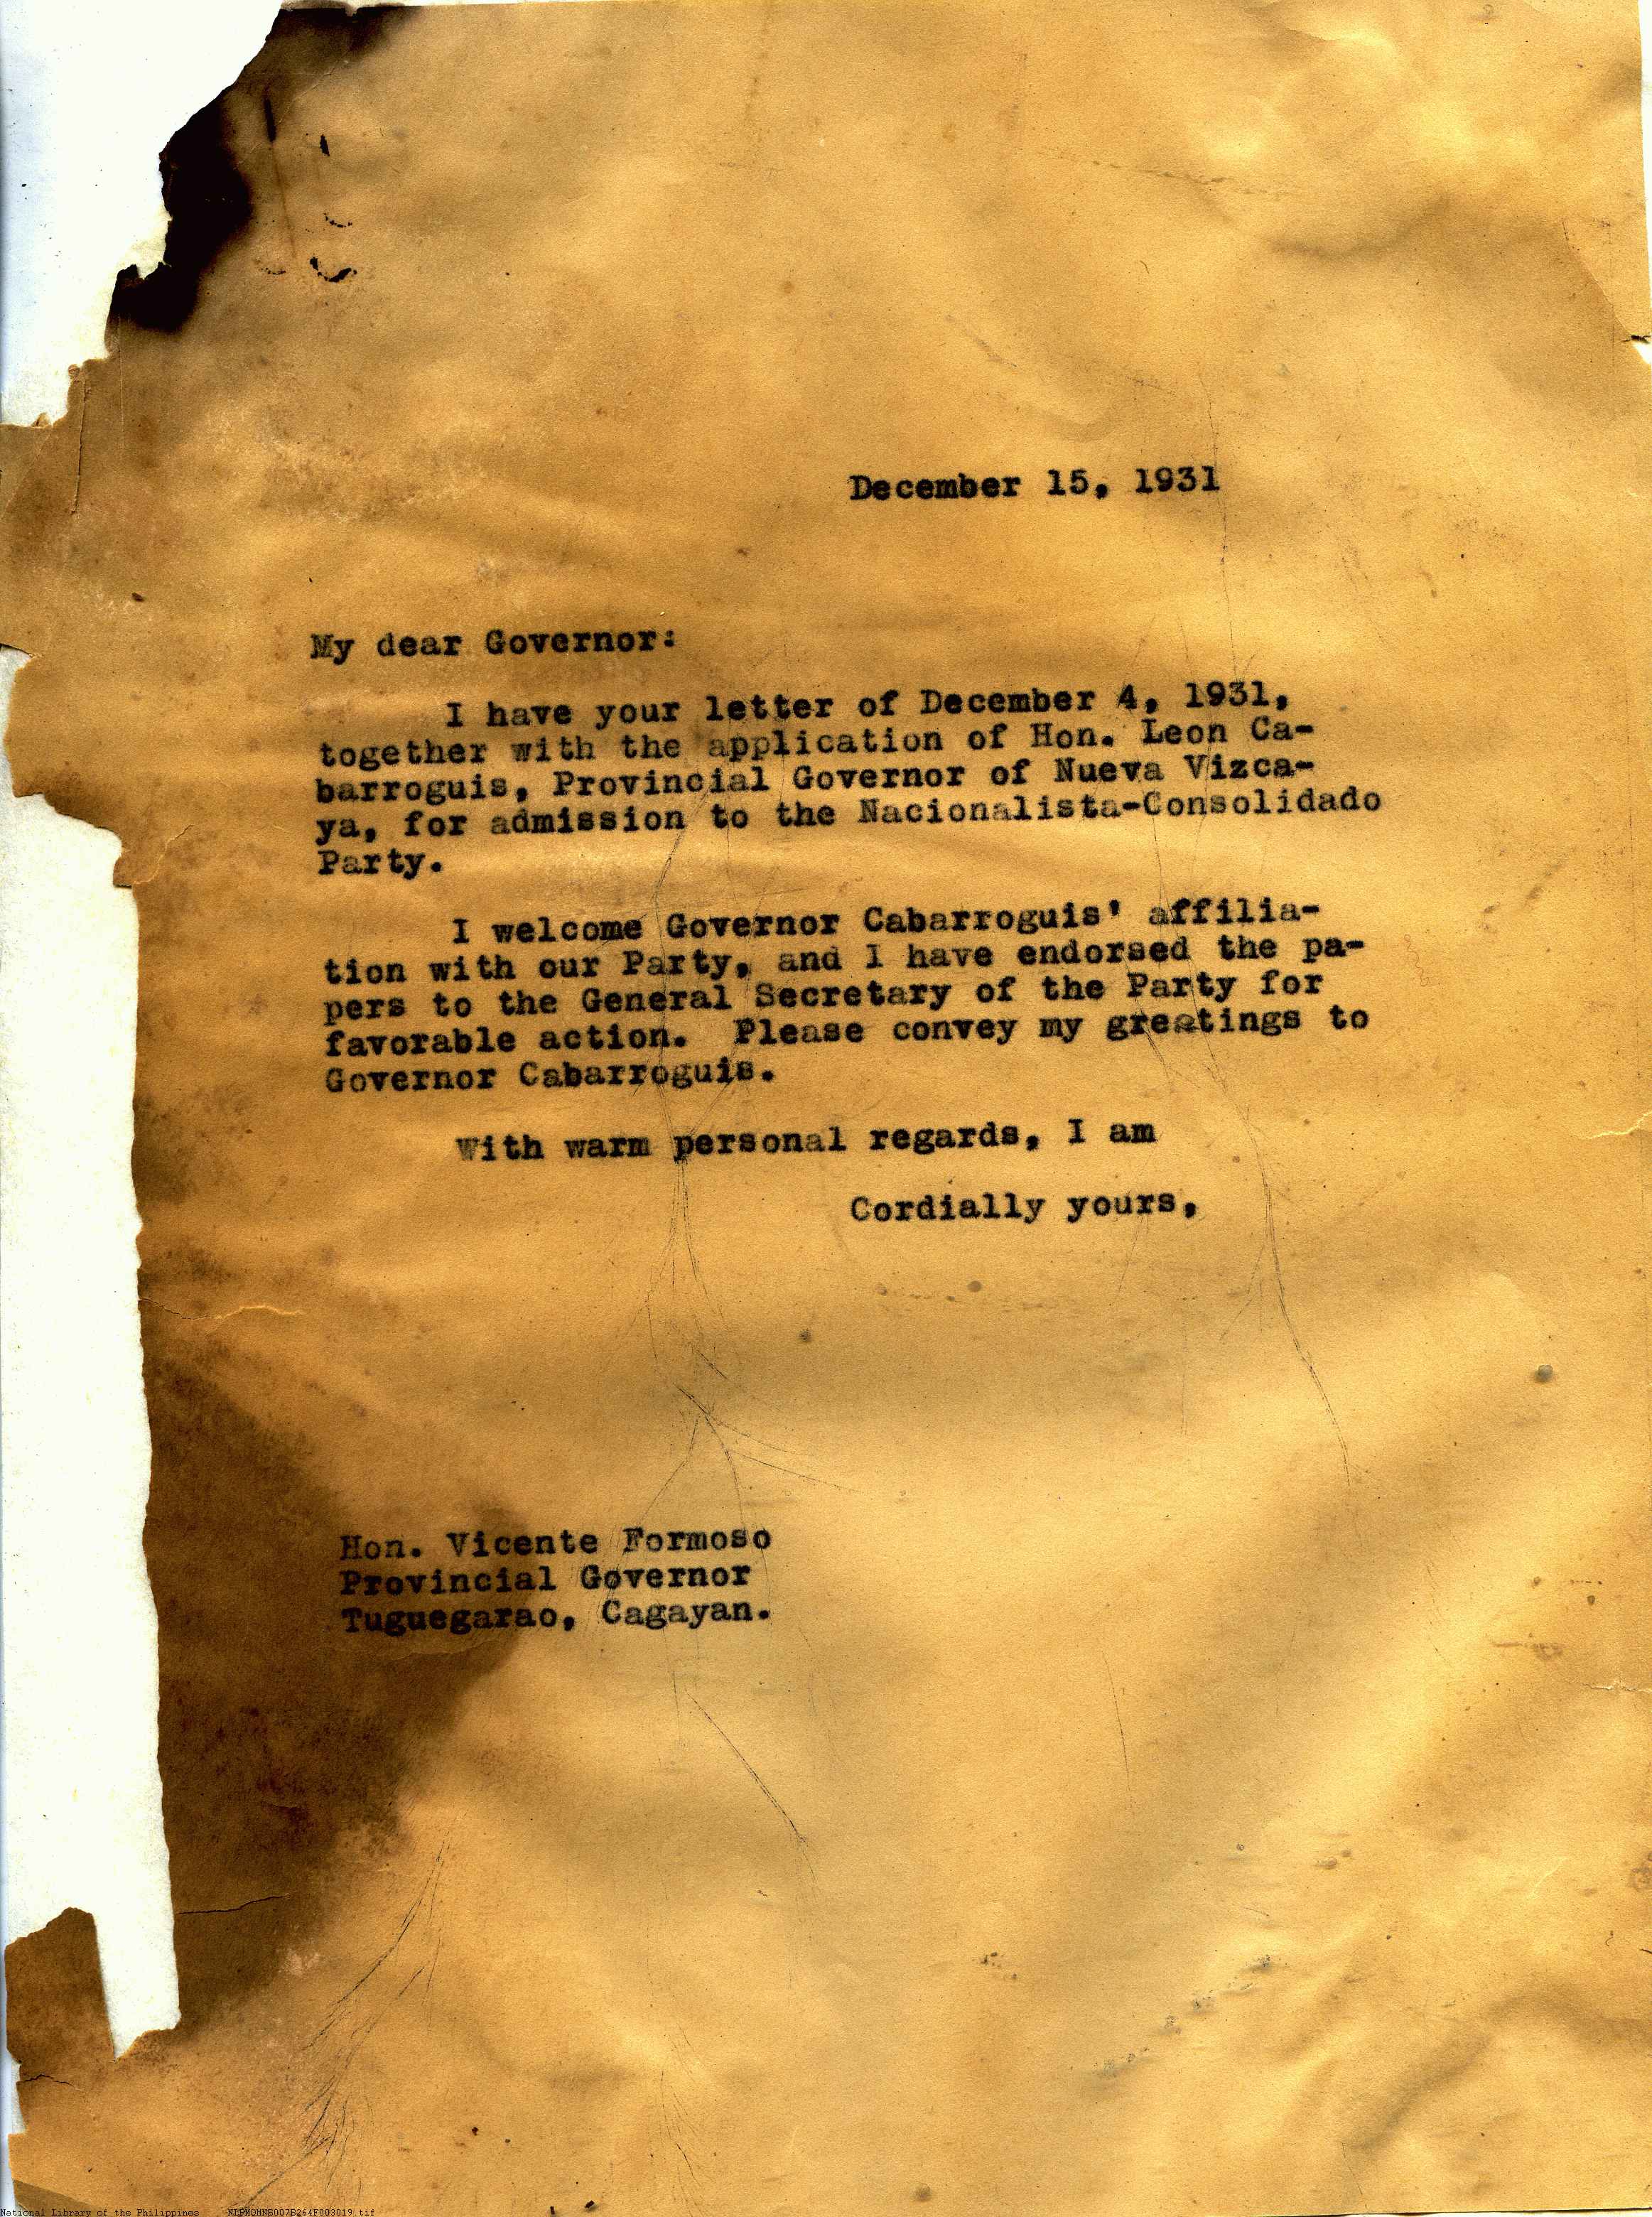 December 15, 1931
My dear Governor:
I have your letter of December 4, 1931,
together with the application of Hon. Leon Ca-
barroguis, Provincial Governor of Nueva Vizca-
ya, for admission to the Nacionalista-Consolidado
Party.
I welcome Governor Cabarroguis' affilia-
tion with our Party, and I have endorsed the pa-
pers to the General Secretary of the Party for
favorable action. Please convey my greetings to
Governor Cabarroguis.
With warm personal regards, I am
Cordially yours,
Hon. Vicente Formoso
Provincial Governor
Tuguegarao, Cagayan.
National Library of the Philippines